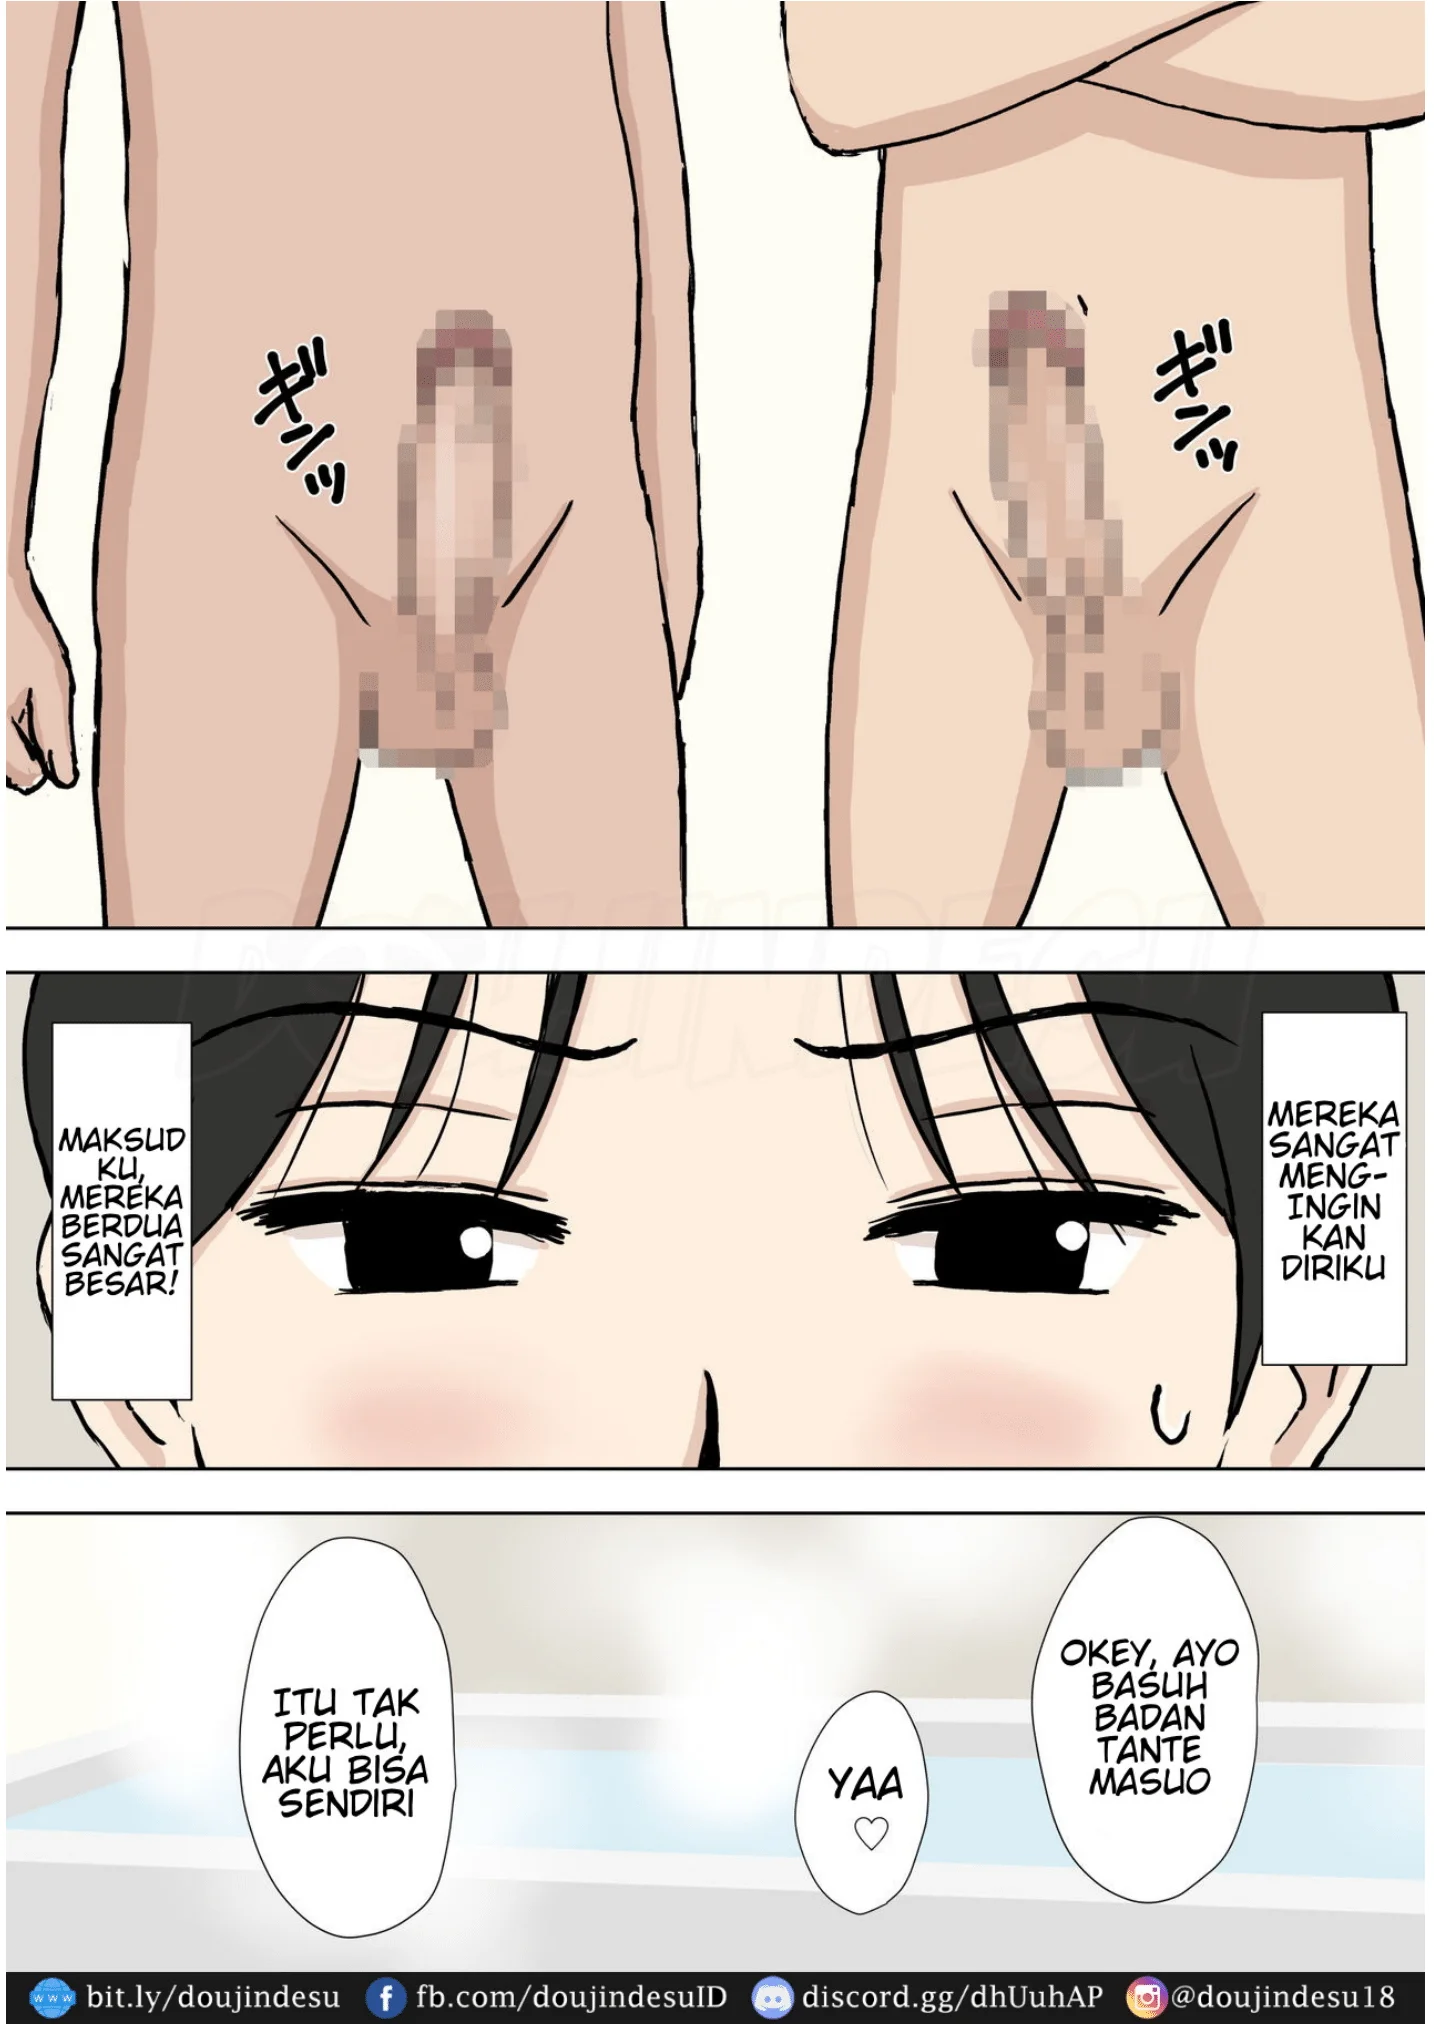 ギンッ
ギンッ
DOUJINDESU
MEREKA
SANGAT
MENG-
INGIN
KAN
DIRIKU
MAKSUD
KU,
MEREKA
BERDUA
SANGAT
BESAR!
OKEY, AYO
BASUH
BADAN
TANTE
MASUO
YAA
♡
ITU TAK
PERLU,
AKU BISA
SENDIRI
WWW bit.ly/doujindesu f fb.com/doujindesuID discord.gg/dhUuhAP @doujindesu18